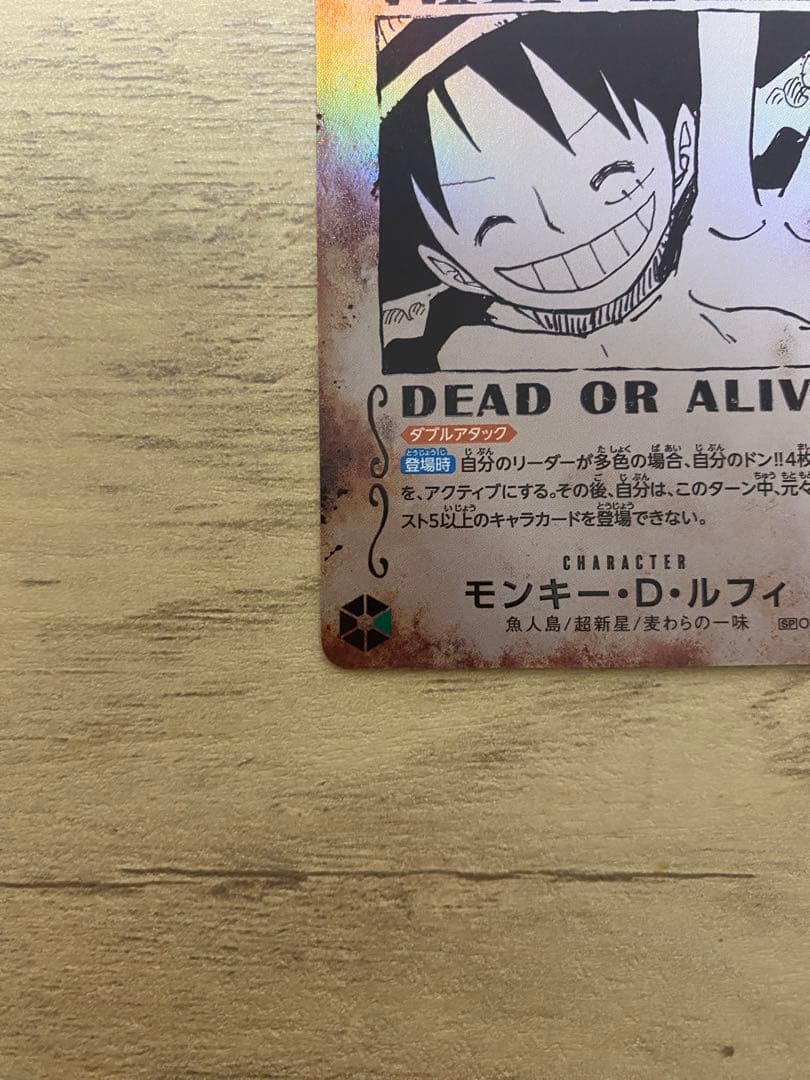 DEAD OR ALIV
ダブルアタック
登場時 自分のリーダーが多色の場合、自分のドン!!4枚
を、アクティブにする。その後、自分は、このターン中、元々
スト5以上のキャラカードを登場できない。
CHARACTER
モンキー・D・ルフィ
魚人島/超新星/麦わらの一味 SP O